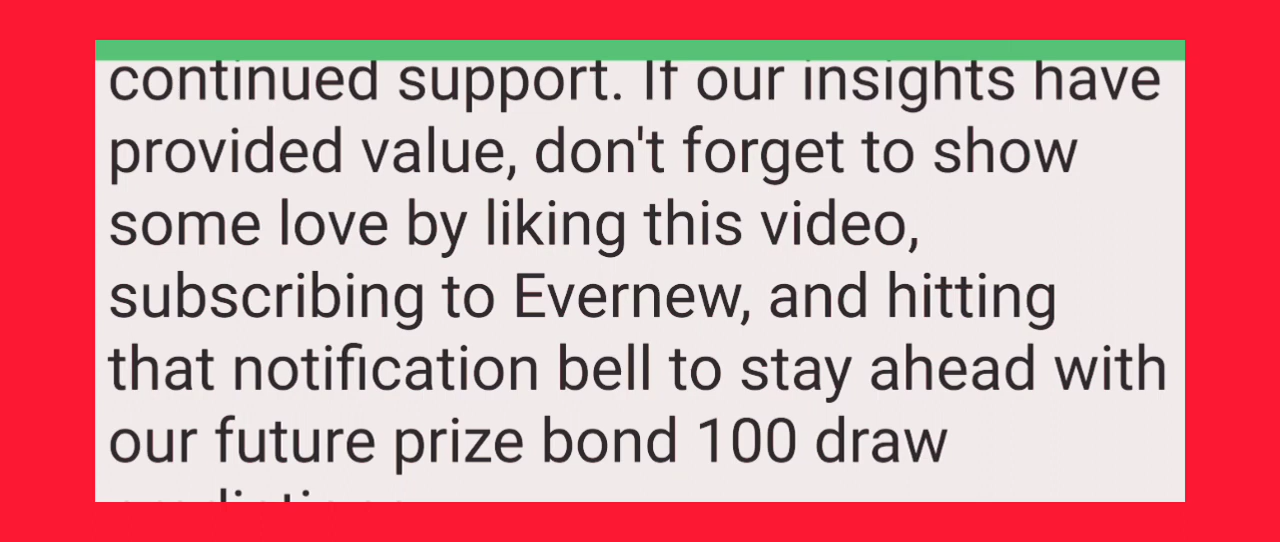 continued support. If our insights have
provided value, don't forget to show
some love by liking this video,
subscribing to Evernew, and hitting
that notification bell to stay ahead with
our future prize bond 100 draw